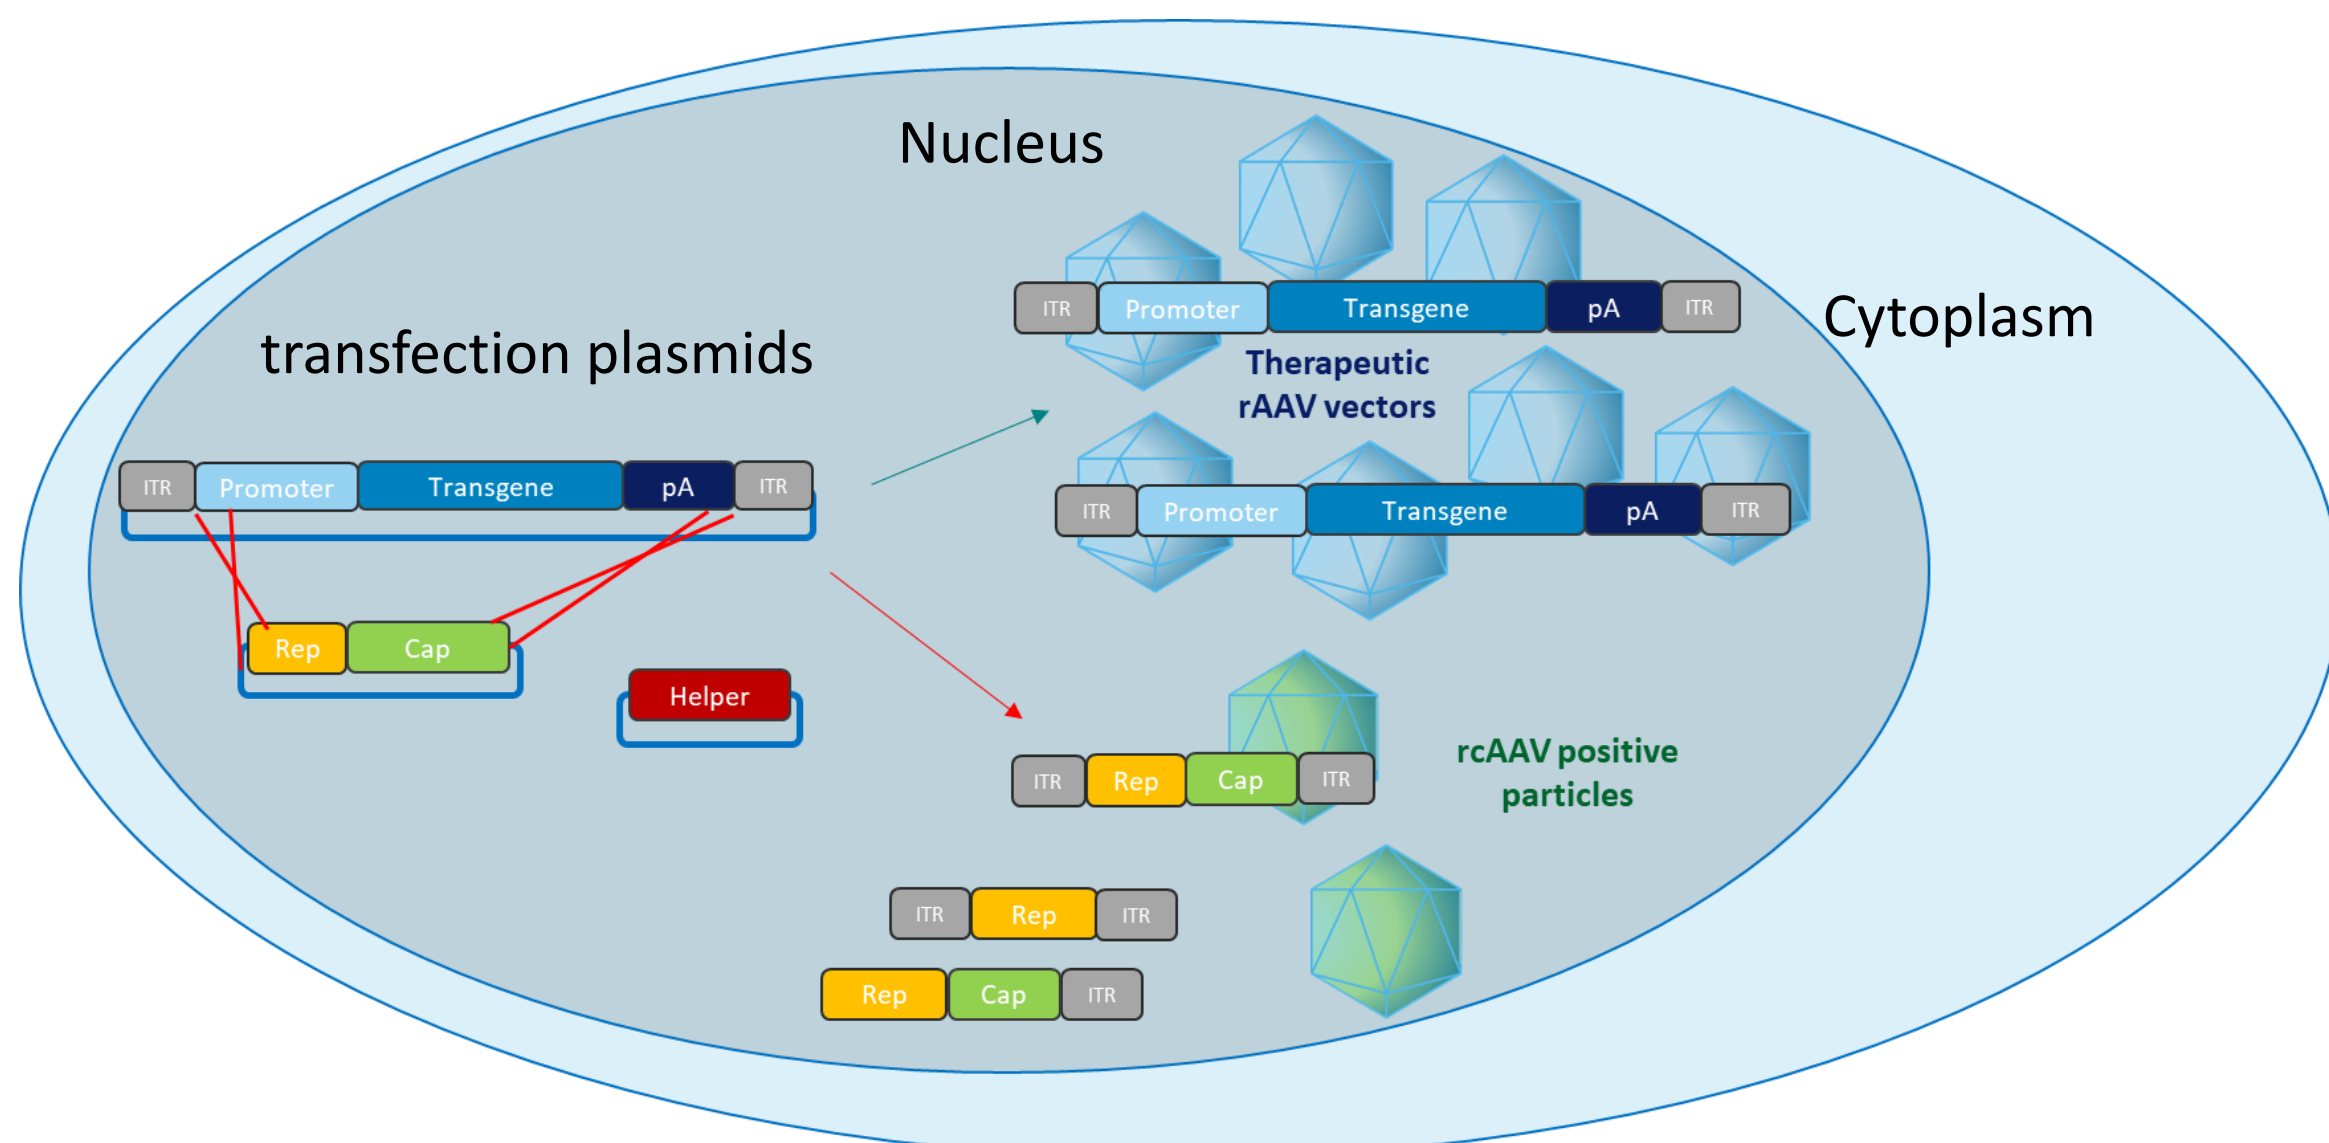 Nucleus
transfection plasmids
Cytoplasm
ITR Promoter Transgene pA ITR
Therapeutic
rAAV vectors
ITR Promoter Transgene pA ITR
ITR Promoter Transgene pA ITR
Rep Cap
Helper
ITR Rep Cap ITR
rcAAV positive
particles
ITR Rep ITR
Rep Cap ITR